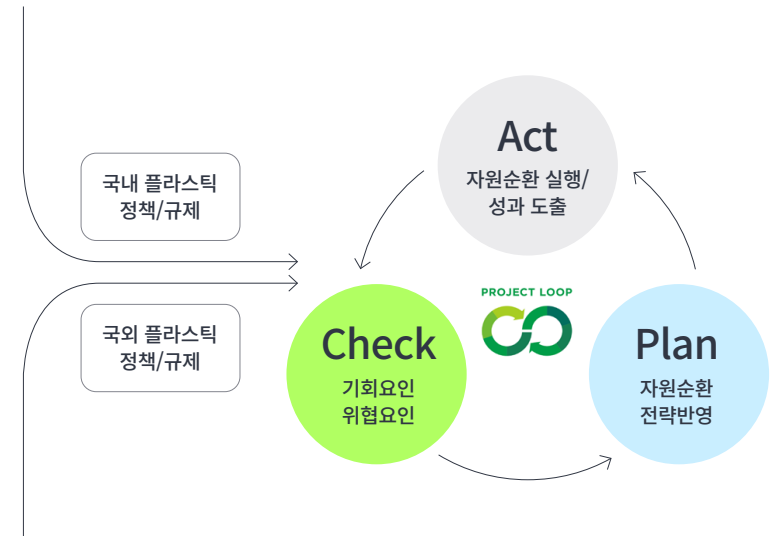 Act
자원순환 실행/
성과 도출
국내 플라스틱
정책/규제
PROJECT LOOP
국외 플라스틱
정책/규제
Check
기회요인
위협요인
Plan
자원순환
전략반영